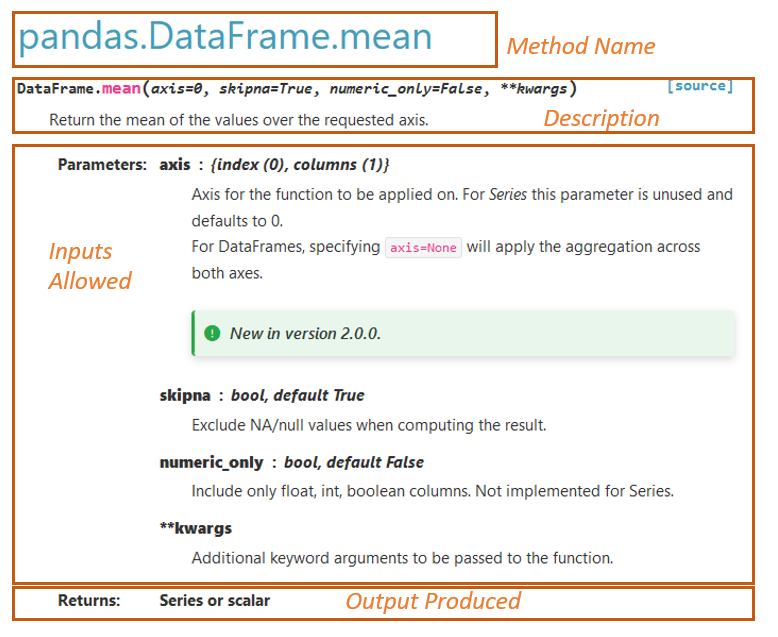 pandas.DataFrame.mean
Method Name
DataFrame.mean(axis=0, skipna=True, numeric_only=False, **kwargs)
[source]
Return the mean of the values over the requested axis.
Description
Parameters: axis : {index (0), columns (1)}
Axis for the function to be applied on. For Series this parameter is unused and
defaults to 0.
Inputs
Allowed
For DataFrames, specifying axis=None will apply the aggregation across
both axes.
New in version 2.0.0.
skipna : bool, default True
Exclude NA/null values when computing the result.
numeric_only : bool, default False
Include only float, int, boolean columns. Not implemented for Series.
**kwargs
Additional keyword arguments to be passed to the function.
Returns: Series or scalar
Output Produced